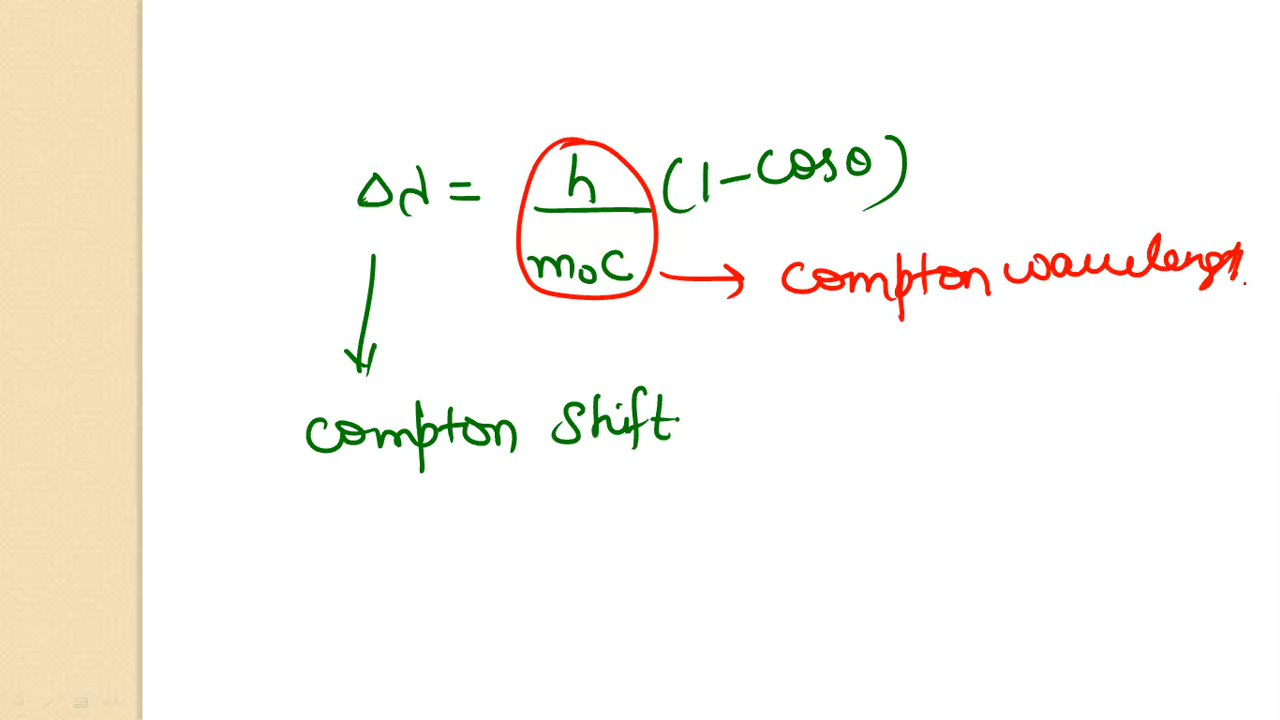 Δλ = h/m₀c (1-cosθ)
compton wavelength
compton shift